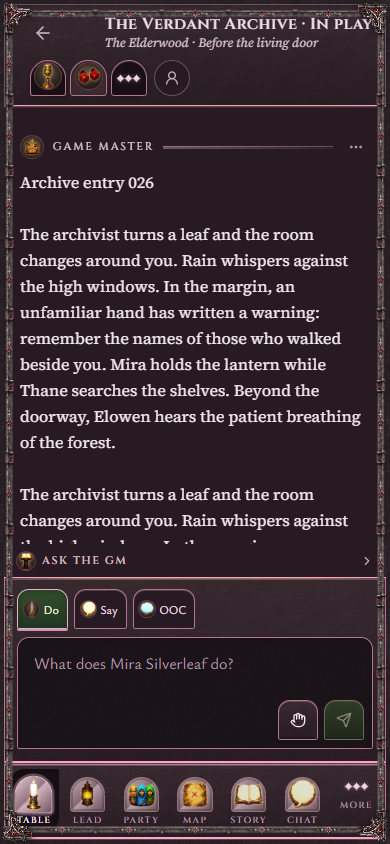 The Verdant Archive · In play
The Elderwood · Before the living door
GAME MASTER
Archive entry 026
The archivist turns a leaf and the room
changes around you. Rain whispers against
the high windows. In the margin, an
unfamiliar hand has written a warning:
remember the names of those who walked
beside you. Mira holds the lantern while
Thane searches the shelves. Beyond the
doorway, Elowen hears the patient breathing
of the forest.
The archivist turns a leaf and the room
changes around you. Rain whispers against
ASK THE GM
Do
Say
OOC
What does Mira Silverleaf do?
TABLE
LEAD
PARTY
MAP
STORY
CHAT
MORE